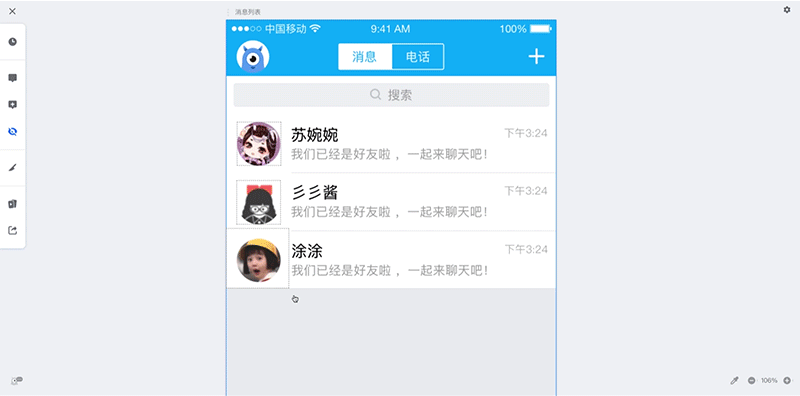 消息列表
中国移动
9:41 AM
100%
消息
电话
搜索
苏婉婉
下午3:24
我们已经是好友啦，一起来聊天吧！
彡彡酱
下午3:24
我们已经是好友啦，一起来聊天吧！
涂涂
下午3:24
我们已经是好友啦，一起来聊天吧！
106%